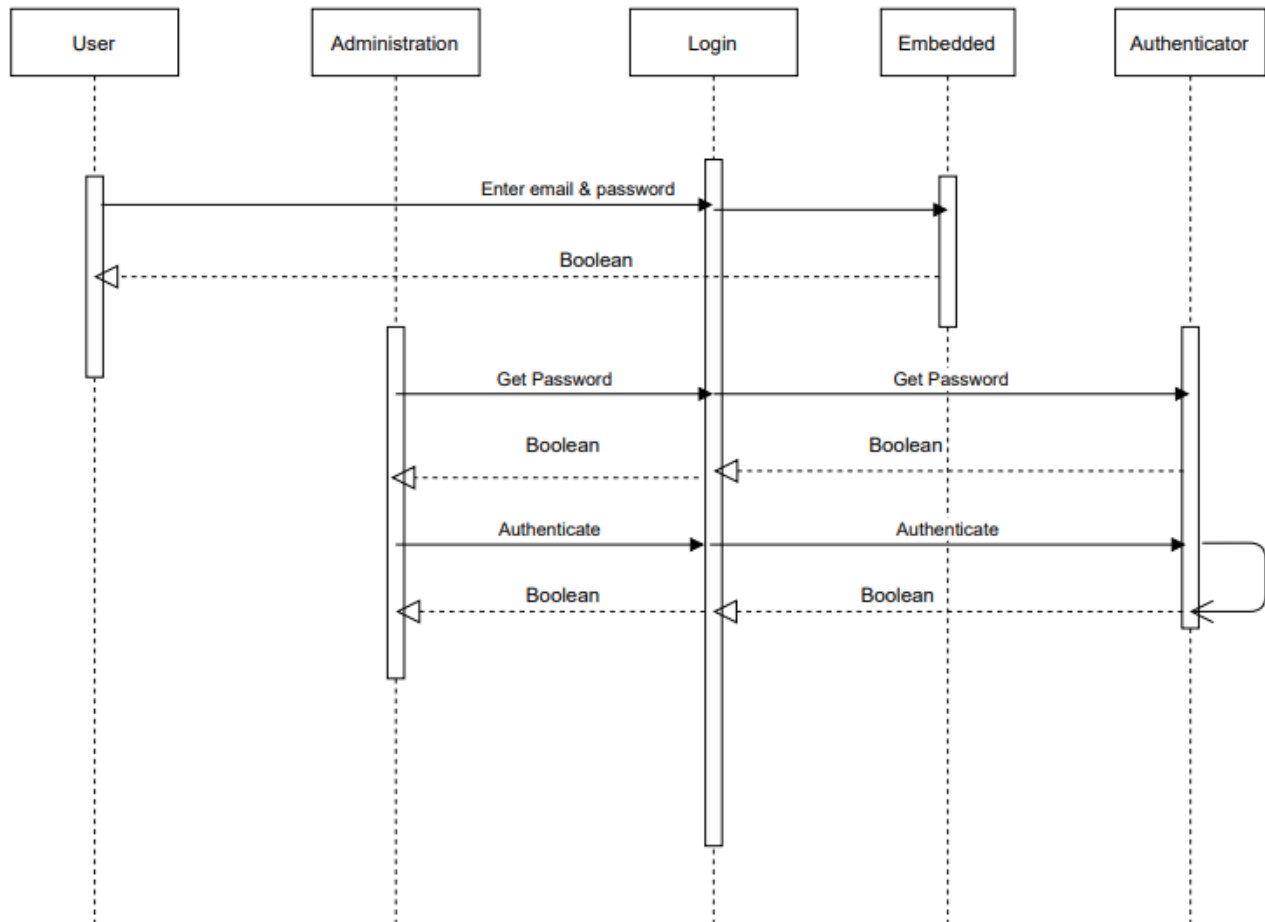 User
Administration
Login
Embedded
Authenticator
Enter email & password
Boolean
Get Password
Get Password
Boolean
Boolean
Authenticate
Authenticate
Boolean
Boolean